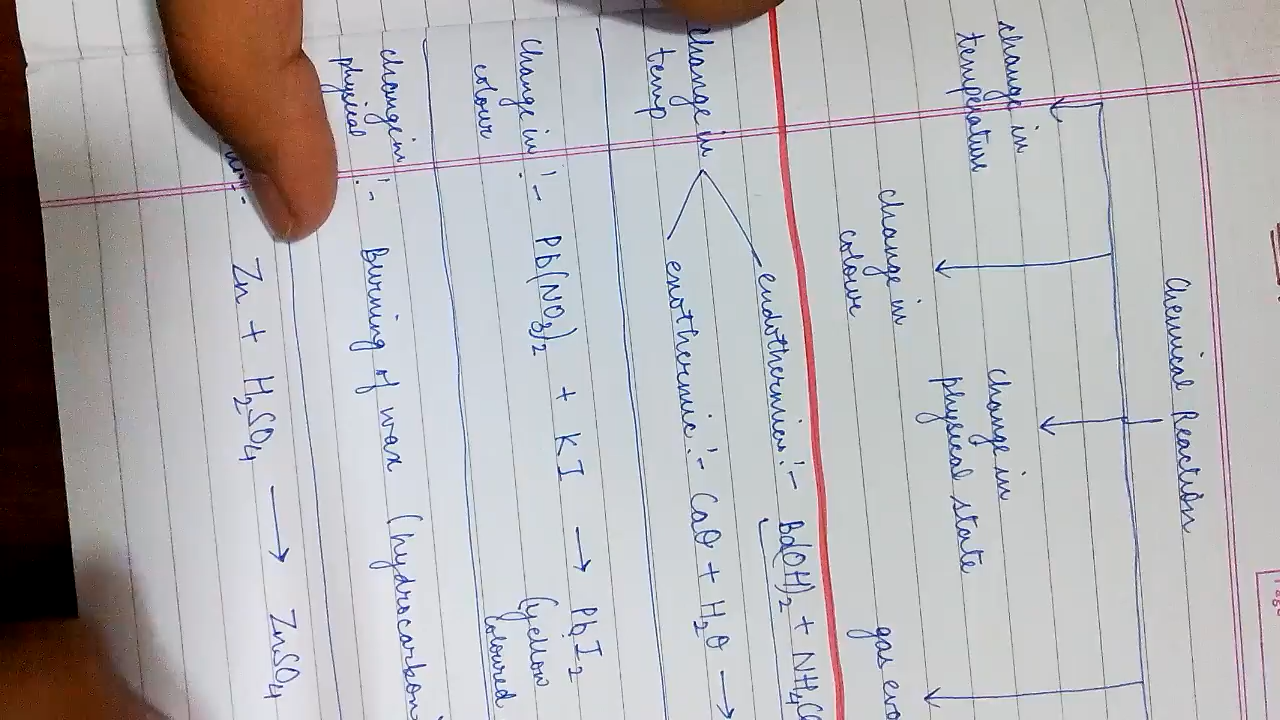 Chemical Reaction
change in
temperature
change in
colour
change in
physical state
gas evo
change in
temp
endothermic:- Ba(OH)2 + NH4Cl
exothermic:- CaO + H2O →
change in :- Pb(NO3)2 + KI → PbI2
colour
(yellow
coloured
change in :- Burning of wax (hydrocarbon)
physical
Zn + H2SO4 → ZnSO4